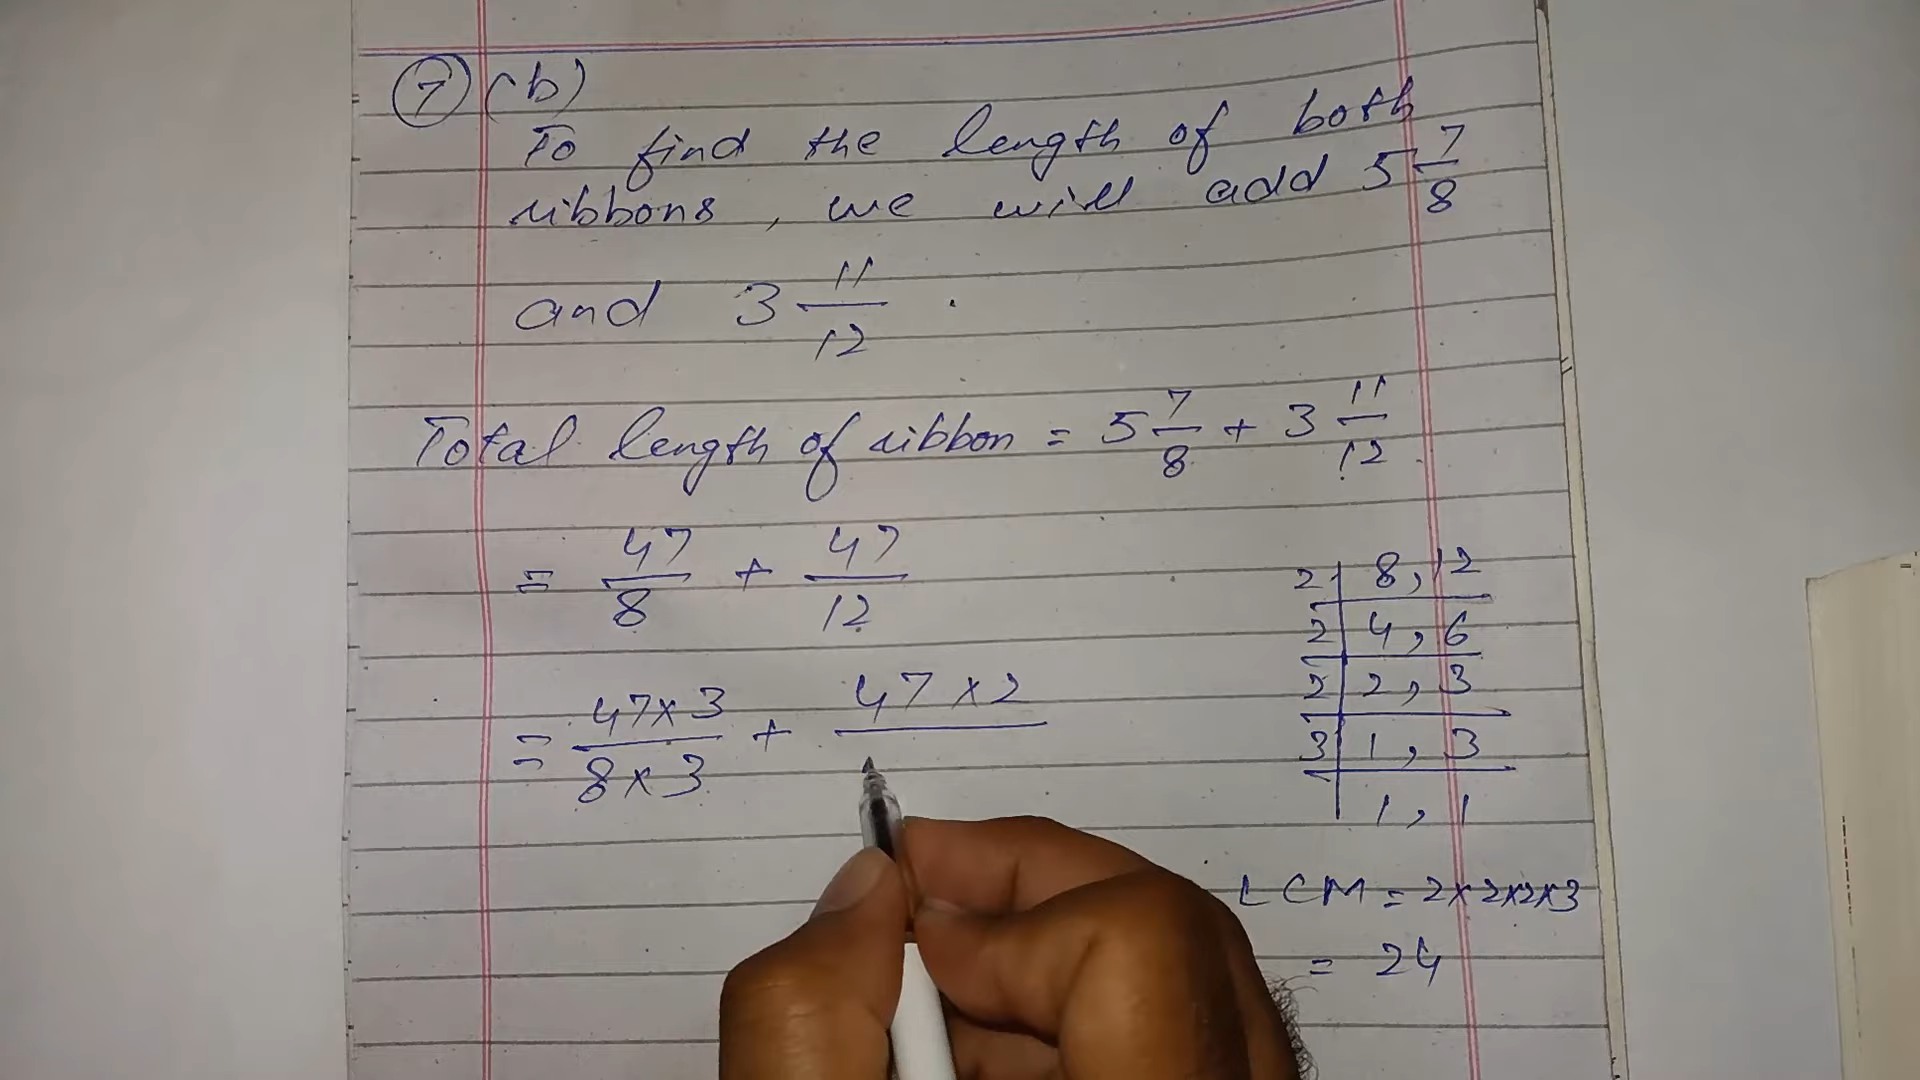 7 (b)
To find the length of both
ribbons, we will add 5 7/8
and 3 11/12.
Total length of ribbon = 5 7/8 + 3 11/12
= 47/8 + 47/12
= 47×3/8×3 + 47×2/
2 | 8, 12
2 | 4, 6
2 | 2, 3
3 | 1, 3
1, 1
LCM = 2×2×2×3
= 24